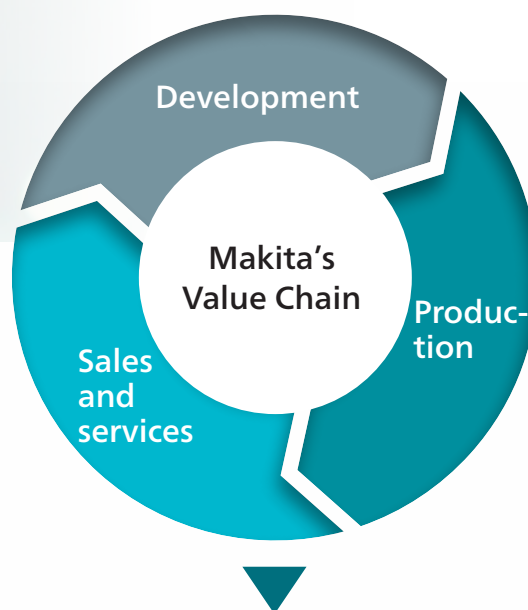 Development
Makita’s
Value Chain
Produc-
tion
Sales
and
services